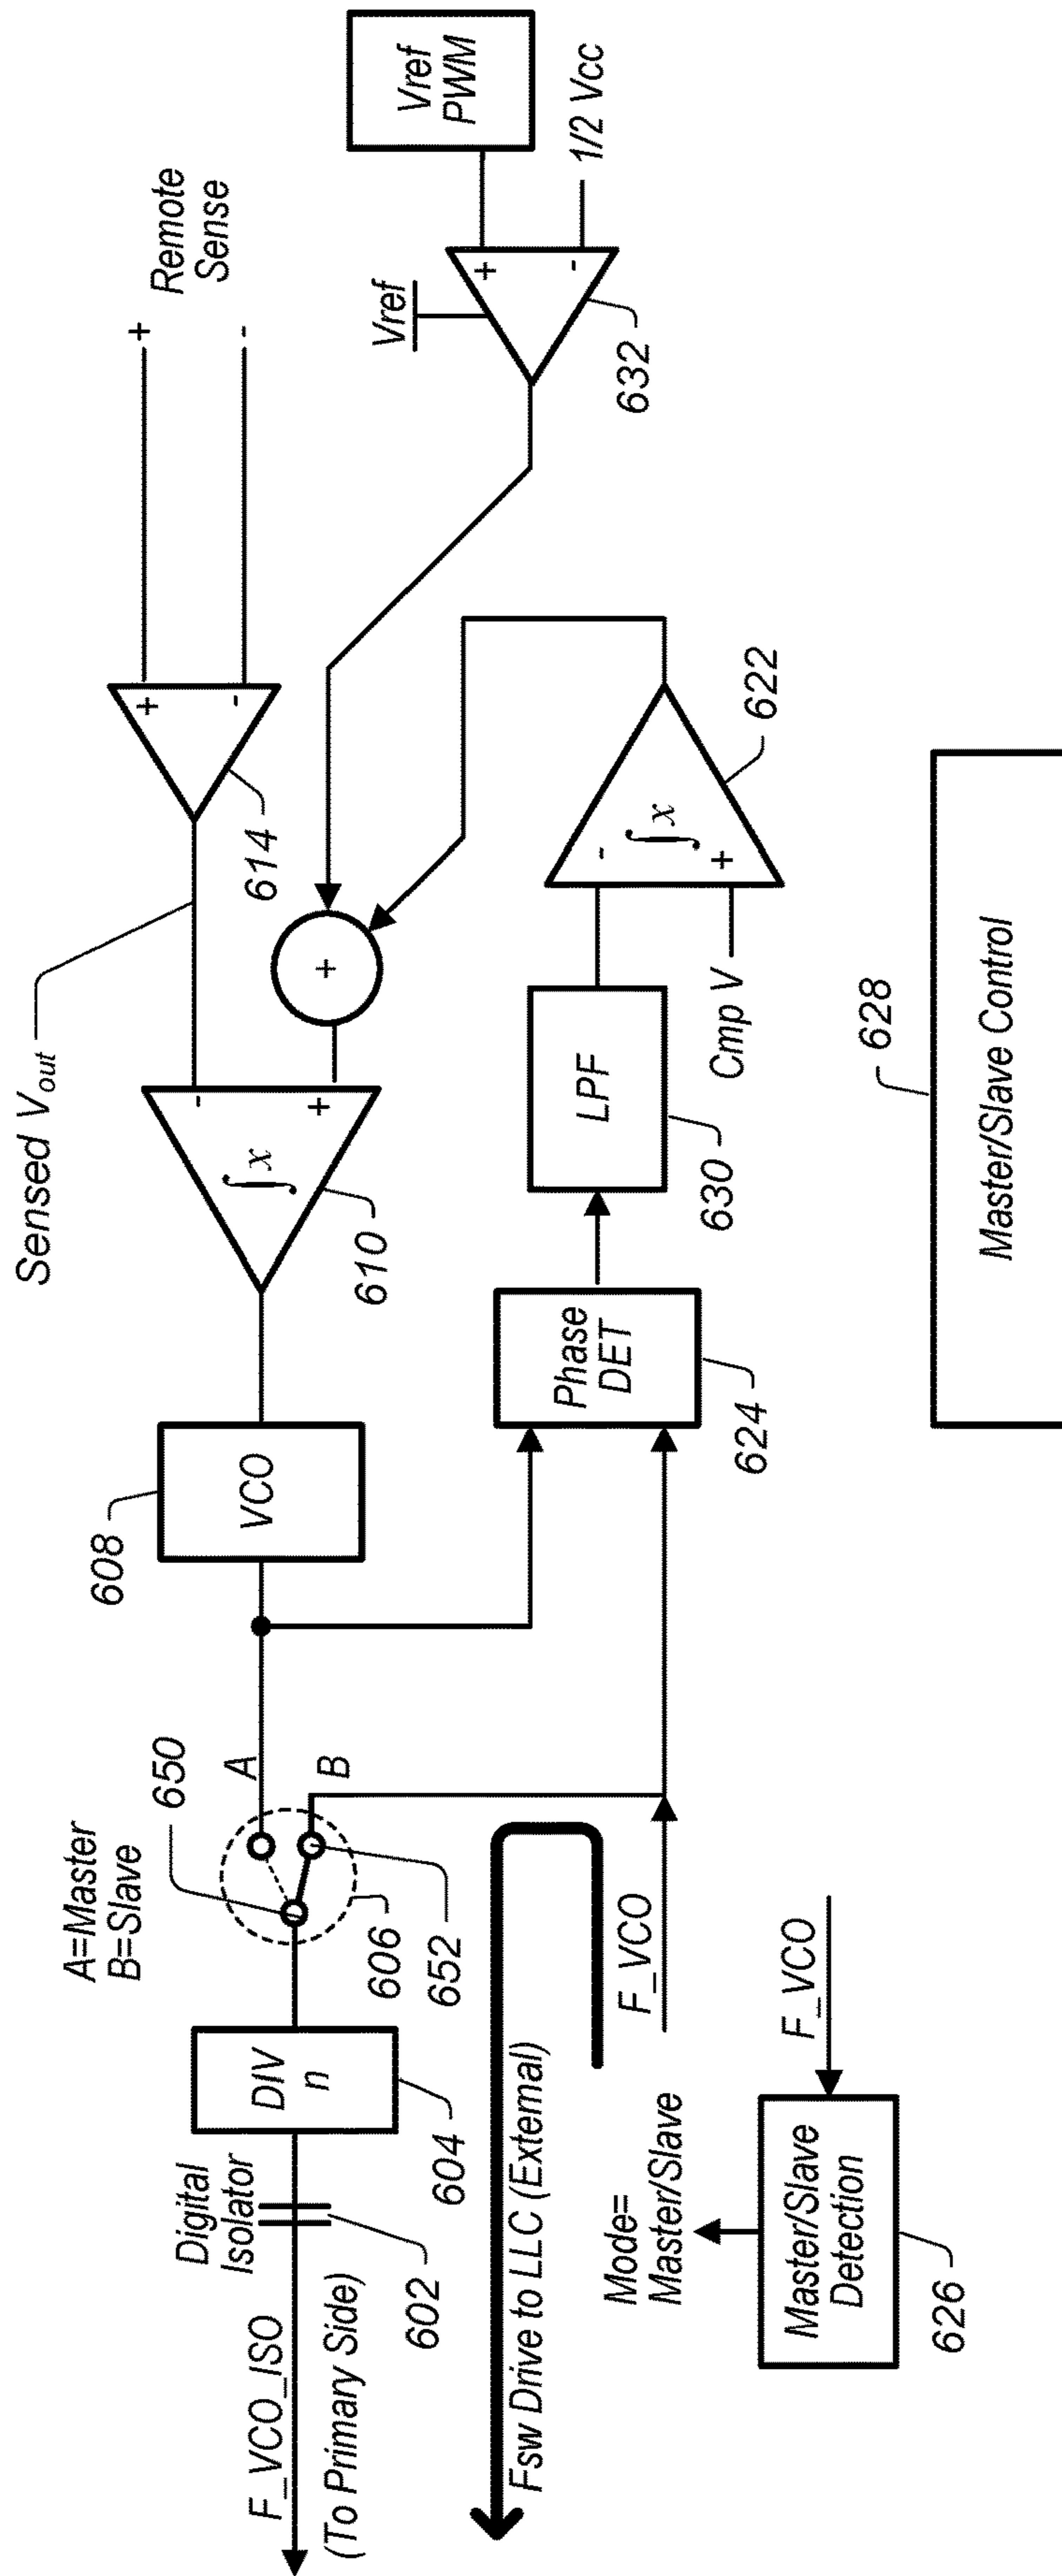 Sensed Vout
Remote
Sense
+
-
+
-
614
Vref
PWM
Vref
1/2 Vcc
+
-
632
A=Master
B=Slave
650
A
B
608
VCO
-
+
∫x
610
+
Digital
Isolator
DIV
n
F_VCO_ISO
(To Primary Side)
602
604
606
652
Phase
DET
624
LPF
630
-
+
∫x
622
Cmp V
Fsw Drive to LLC (External)
F_VCO
Mode=
Master/Slave
F_VCO
Master/Slave
Detection
626
628
Master/Slave Control